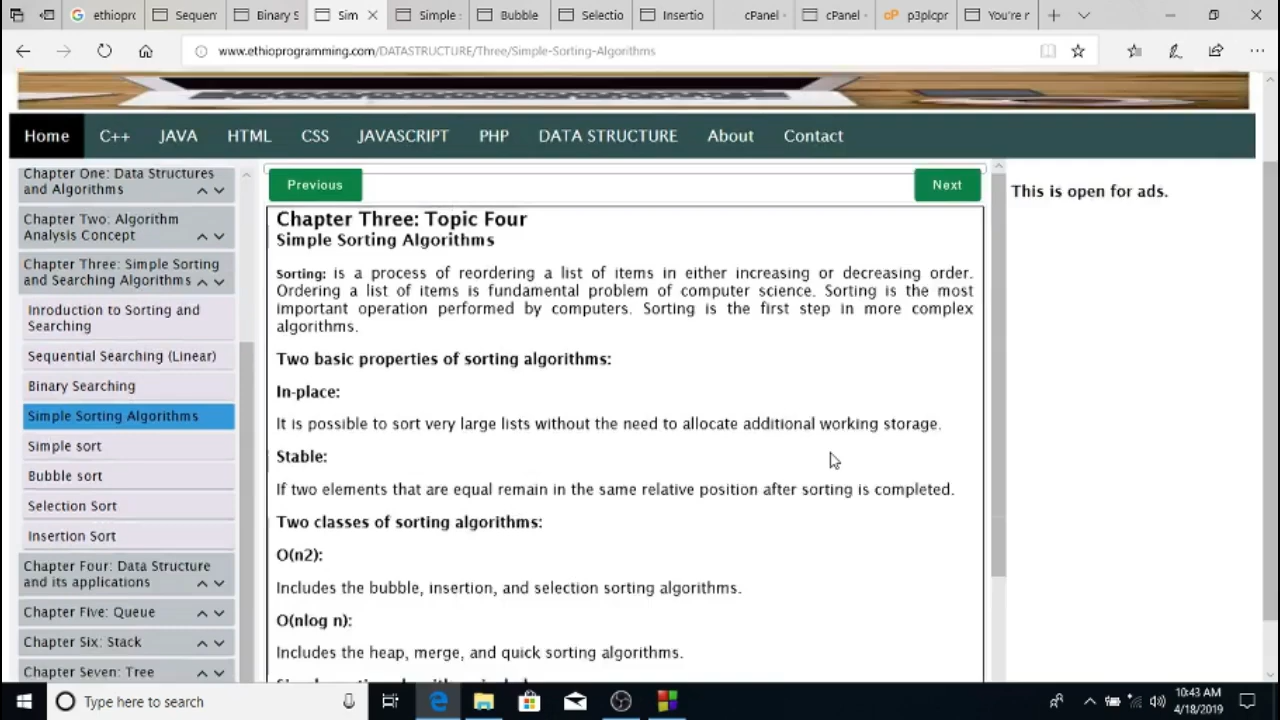 ethiopr
Sequen
Binary S
Sim
Simple
Bubble
Selectio
Insertio
cPanel
cPanel
p3plcpr
You're r
www.ethioprogramming.com/DATASTRUCTURE/Three/Simple-Sorting-Algorithms
Home C++ JAVA HTML CSS JAVASCRIPT PHP DATA STRUCTURE About Contact
Chapter One: Data Structures
and Algorithms
Chapter Two: Algorithm
Analysis Concept
Chapter Three: Simple Sorting
and Searching Algorithms
Inroduction to Sorting and
Searching
Sequential Searching (Linear)
Binary Searching
Simple Sorting Algorithms
Simple sort
Bubble sort
Selection Sort
Insertion Sort
Chapter Four: Data Structure
and its applications
Chapter Five: Queue
Chapter Six: Stack
Chapter Seven: Tree
Previous
Next
Chapter Three: Topic Four
Simple Sorting Algorithms
Sorting: is a process of reordering a list of items in either increasing or decreasing order.
Ordering a list of items is fundamental problem of computer science. Sorting is the most
important operation performed by computers. Sorting is the first step in more complex
algorithms.
Two basic properties of sorting algorithms:
In-place:
It is possible to sort very large lists without the need to allocate additional working storage.
Stable:
If two elements that are equal remain in the same relative position after sorting is completed.
Two classes of sorting algorithms:
O(n2):
Includes the bubble, insertion, and selection sorting algorithms.
O(nlog n):
Includes the heap, merge, and quick sorting algorithms.
This is open for ads.
Type here to search
10:43 AM
4/18/2019